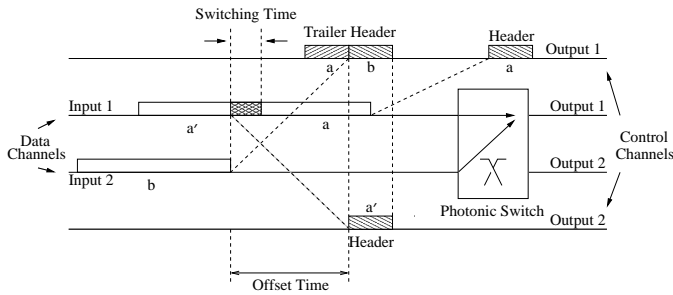 Switching Time
Trailer Header
Header
a
b
a
Output 1
Input 1
Output 1
a′
a
Data
Channels
Control
Channels
Input 2
Output 2
b
Photonic Switch
a′
Output 2
Header
Offset Time